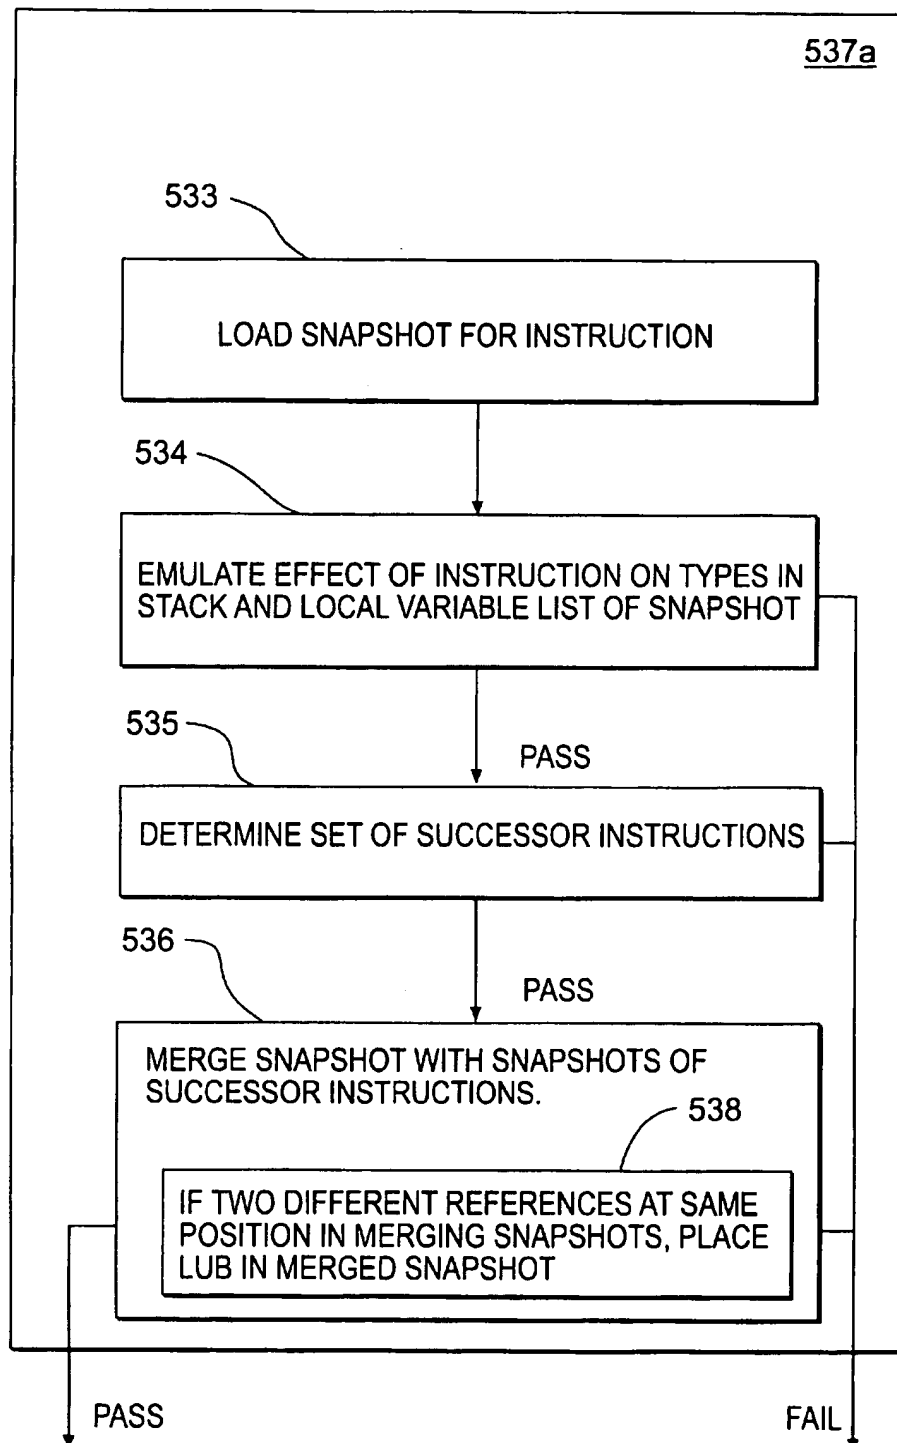 537a
533
LOAD SNAPSHOT FOR INSTRUCTION
534
EMULATE EFFECT OF INSTRUCTION ON TYPES IN
STACK AND LOCAL VARIABLE LIST OF SNAPSHOT
535
PASS
DETERMINE SET OF SUCCESSOR INSTRUCTIONS
536
PASS
MERGE SNAPSHOT WITH SNAPSHOTS OF
SUCCESSOR INSTRUCTIONS.
538
IF TWO DIFFERENT REFERENCES AT SAME
POSITION IN MERGING SNAPSHOTS, PLACE
LUB IN MERGED SNAPSHOT
PASS
FAIL